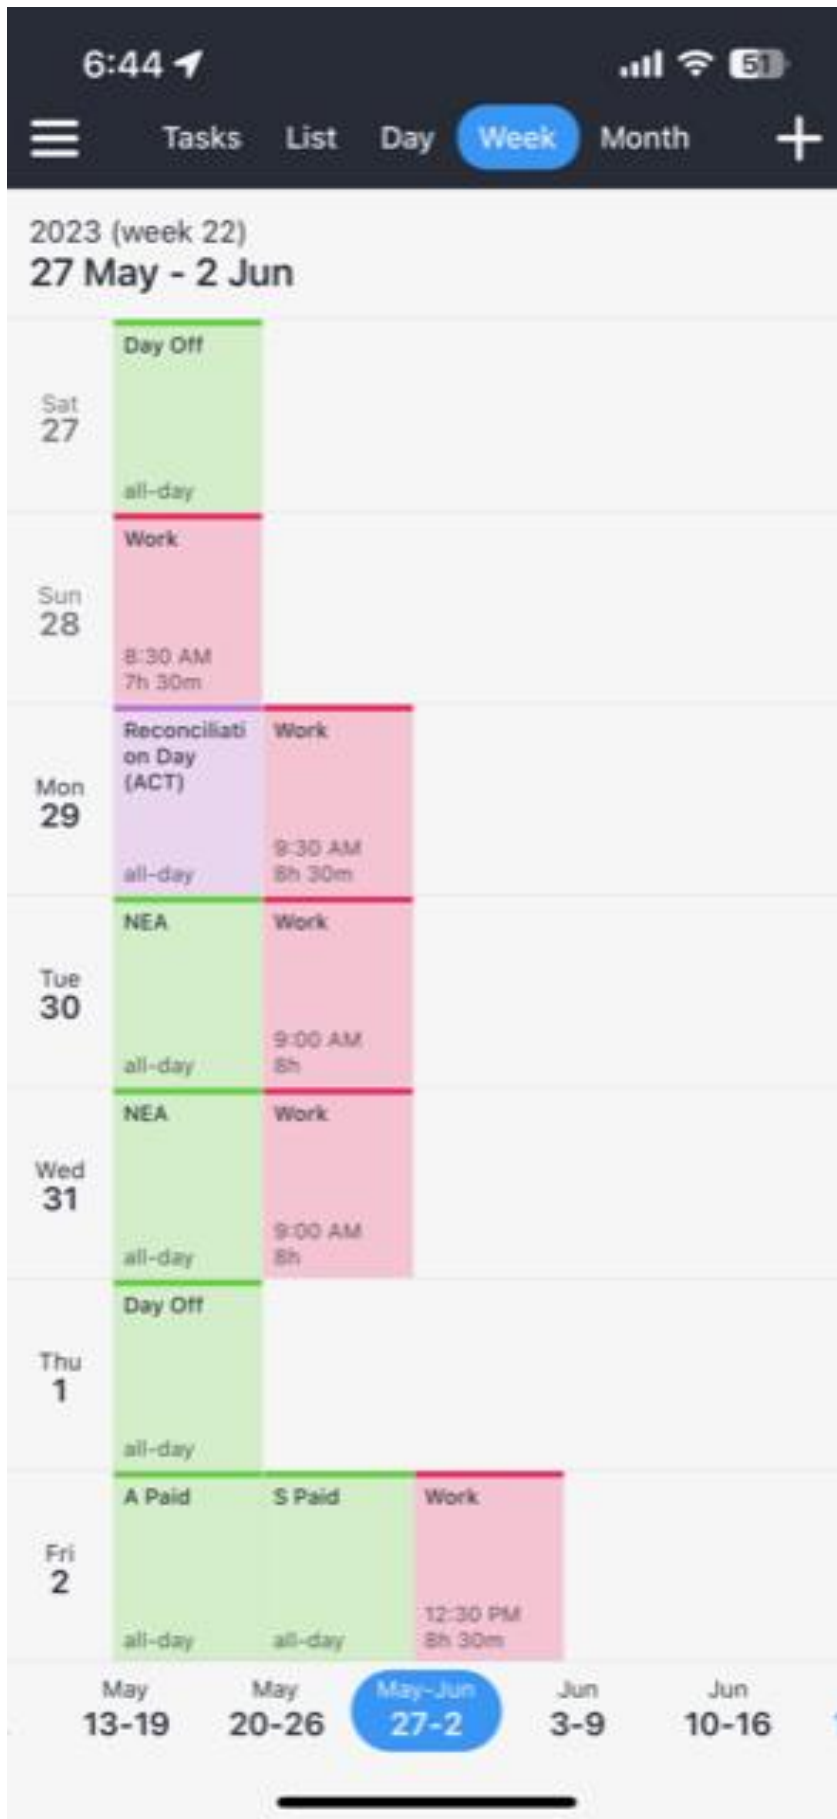 6:44
51
Tasks List Day Week Month
2023 (week 22)
27 May - 2 Jun
Sat
27
Day Off
all-day
Sun
28
Work
8:30 AM
7h 30m
Mon
29
Reconciliati
on Day
(ACT)
all-day
Work
9:30 AM
8h 30m
Tue
30
NEA
all-day
Work
9:00 AM
8h
Wed
31
NEA
all-day
Work
9:00 AM
8h
Thu
1
Day Off
all-day
Fri
2
A Paid
all-day
S Paid
all-day
Work
12:30 PM
8h 30m
May
13-19
May
20-26
May-Jun
27-2
Jun
3-9
Jun
10-16